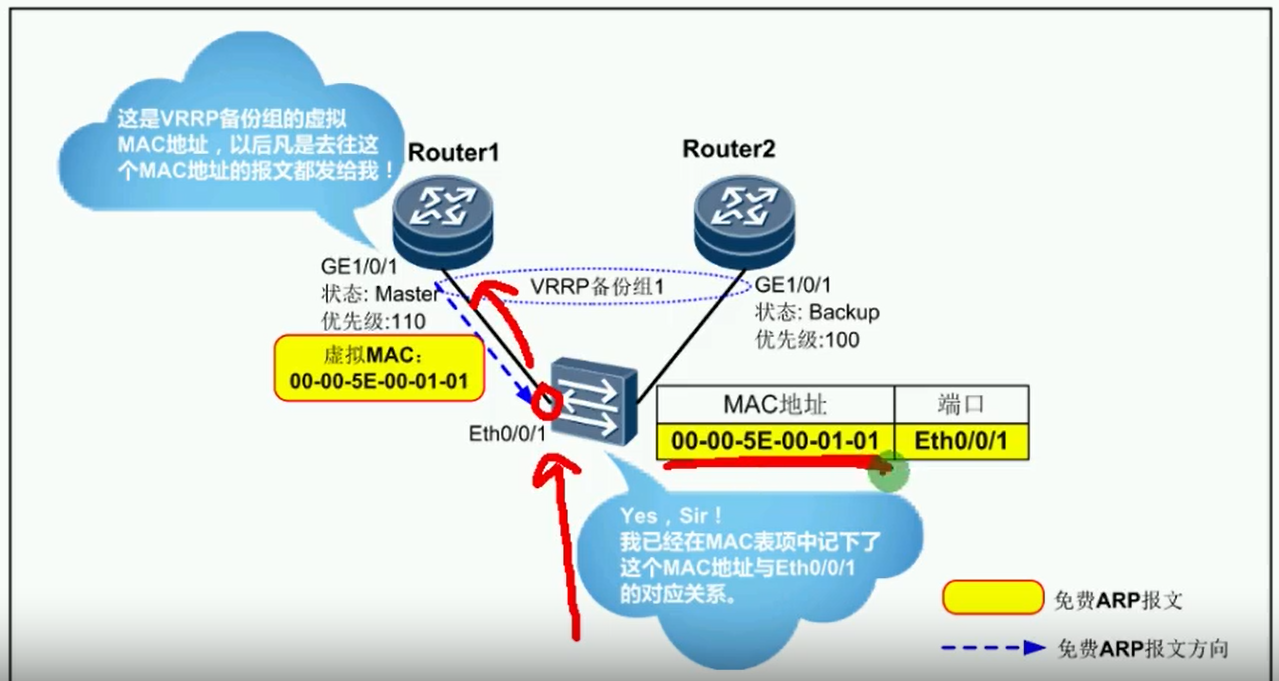 这是VRRP备份组的虚拟
MAC地址，以后凡是去往这
个MAC地址的报文都发给我！
Router1
Router2
GE1/0/1
状态: Master
优先级:110
VRRP备份组1
GE1/0/1
状态: Backup
优先级:100
虚拟MAC：
00-00-5E-00-01-01
Eth0/0/1
MAC地址 端口
00-00-5E-00-01-01 Eth0/0/1
Yes，Sir！
我已经在MAC表项中记下了
这个MAC地址与Eth0/0/1
的对应关系。
免费ARP报文
免费ARP报文方向